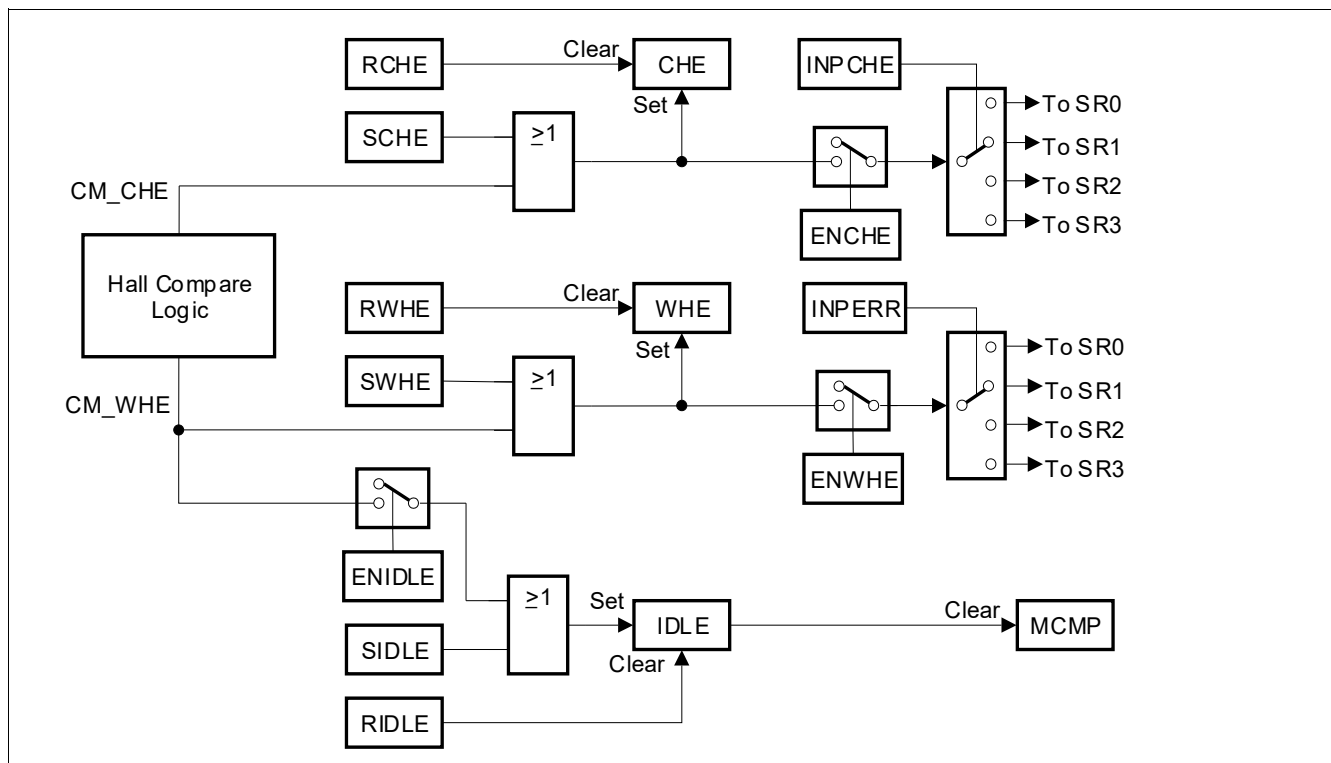 RCHE
Clear
CHE
INPCHE
Set
SCHE
≥1
To SR0
To SR1
To SR2
To SR3
CM_CHE
ENCHE
Hall Compare
Logic
RWHE
Clear
WHE
INPERR
Set
SWHE
≥1
To SR0
To SR1
To SR2
To SR3
CM_WHE
ENWHE
ENIDLE
≥1
Set
IDLE
Clear
MCMP
SIDLE
Clear
RIDLE